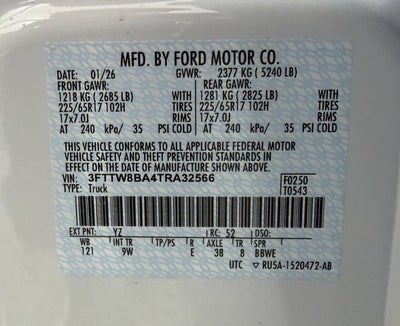 MFD. BY FORD MOTOR CO.
DATE: 01/26 GVWR: 2377 KG ( 5240 LB)
FRONT GAWR: REAR GAWR:
1218 KG ( 2685 LB) WITH 1281 KG ( 2825 LB) WITH
225/65R17 102H TIRES 225/65R17 102H TIRES
17x7.0J RIMS 17x7.0J RIMS
AT 240 kPa/ 35 PSI COLD AT 240 kPa/ 35 PSI COLD
THIS VEHICLE CONFORMS TO ALL APPLICABLE FEDERAL MOTOR
VEHICLE SAFETY AND THEFT PREVENTION STANDARDS IN EFFECT
ON THE DATE OF MANUFACTURE SHOWN ABOVE.
VIN: 3FTTW8BA4TRA32566 F0250
TYPE: Truck T0543
EXT PNT: YZ RC: 52 DSO:
WB INT TR TP/PS R AXLE TR SPR
121 9W E 38 8 BBWE
UTC ▽ RU5A-1520472-AB